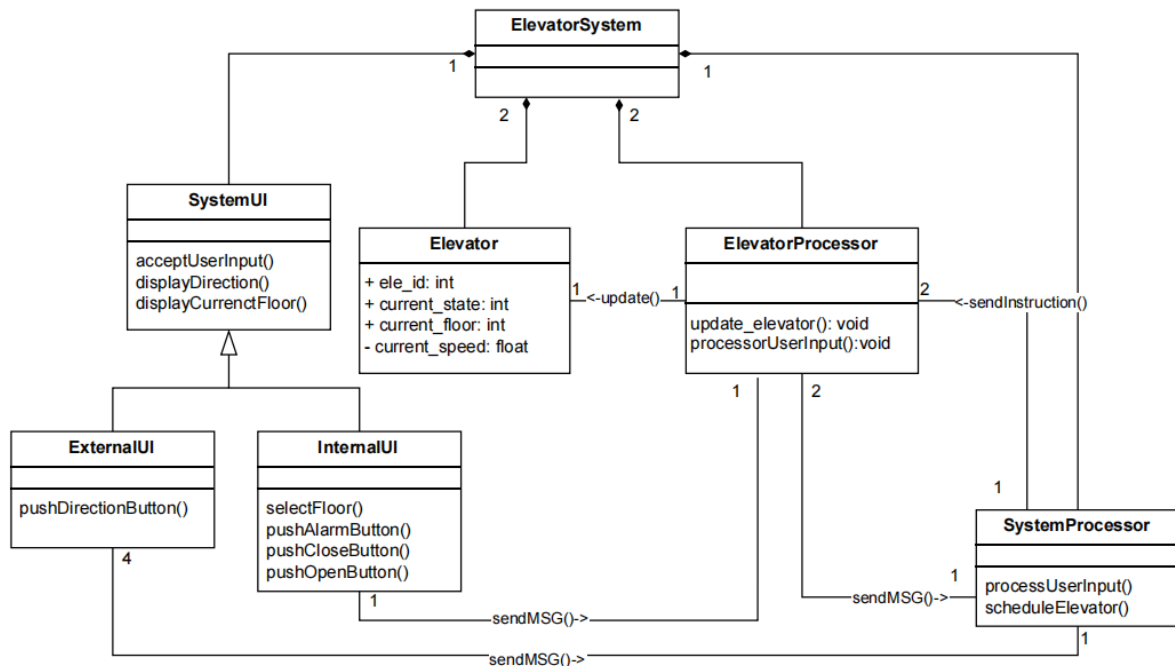 ElevatorSystem
1
1
2
2
SystemUI
acceptUserInput()
displayDirection()
displayCurrenctFloor()
Elevator
+ ele_id: int
+ current_state: int
+ current_floor: int
- current_speed: float
1
<-update()
1
ElevatorProcessor
update_elevator(): void
processorUserInput():void
2
<-sendInstruction()
1
2
ExternalUI
pushDirectionButton()
4
InternalUI
selectFloor()
pushAlarmButton()
pushCloseButton()
pushOpenButton()
1
sendMSG()->
1
SystemProcessor
processUserInput()
scheduleElevator()
1
sendMSG()->
1
sendMSG()->